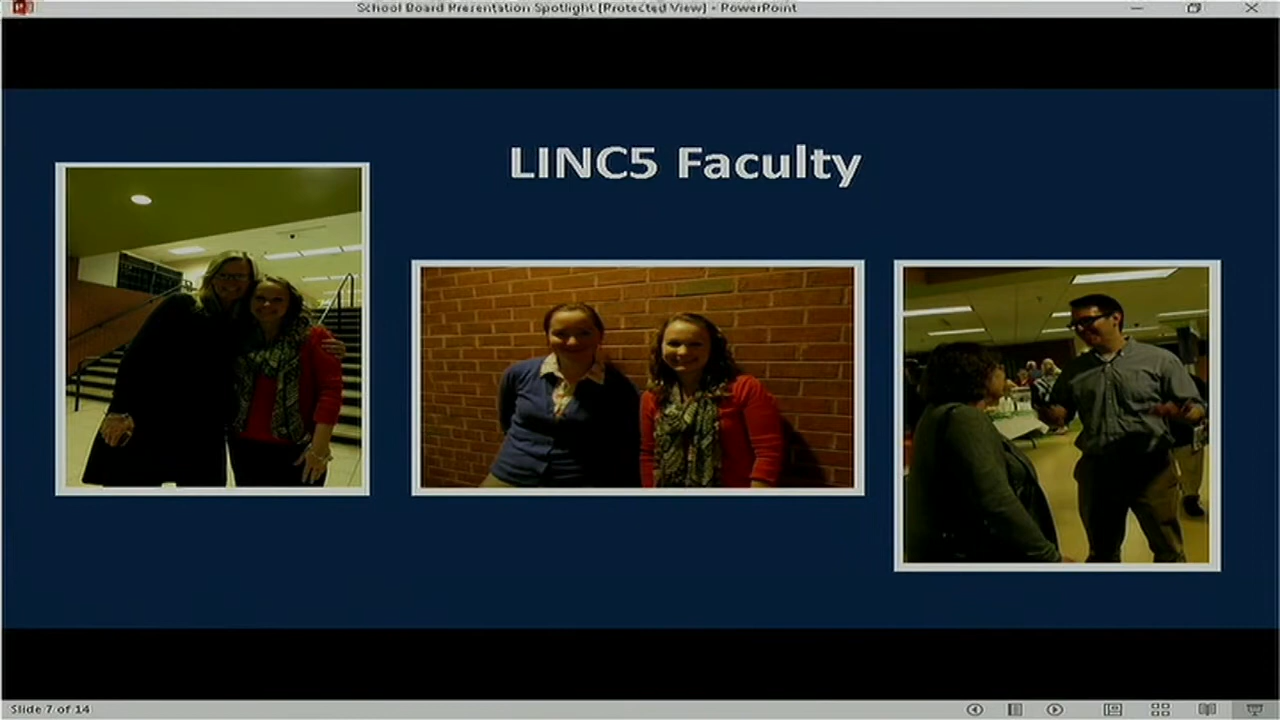 School Board Presentation Spotlight [Protected View] - PowerPoint
LINC5 Faculty
Slide 7 of 14